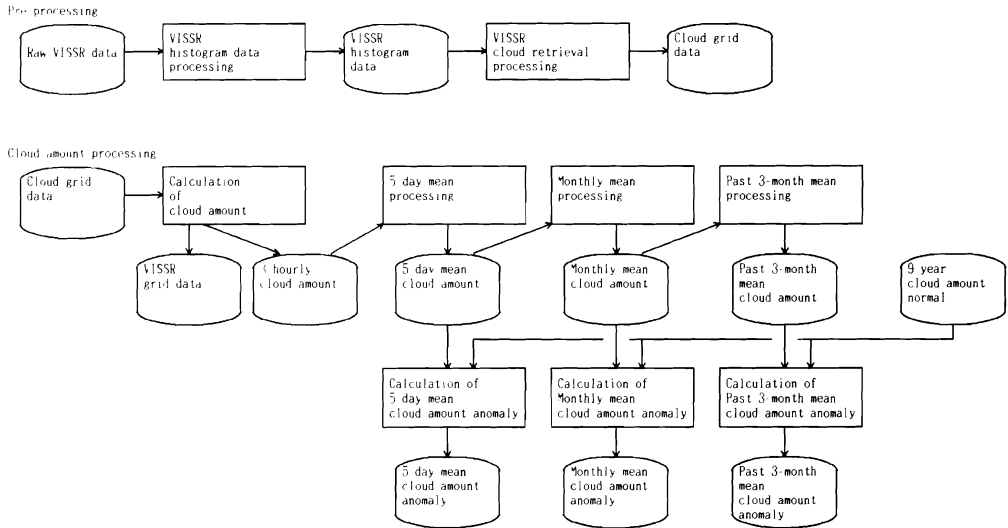 Pre processing
Raw VISSR data
VISSR
histogram data
processing
VISSR
histogram
data
VISSR
cloud retrieval
processing
Cloud grid
data
Cloud amount processing
Cloud grid
data
Calculation
of
cloud amount
5 day mean
processing
Monthly mean
processing
Past 3-month mean
processing
VISSR
grid data
3 hourly
cloud amount
5 day mean
cloud amount
Monthly mean
cloud amount
Past 3-month
mean
cloud amount
9 year
cloud amount
normal
Calculation of
5 day mean
cloud amount anomaly
Calculation of
Monthly mean
cloud amount anomaly
Calculation of
Past 3-month mean
cloud amount anomaly
5 day mean
cloud amount
anomaly
Monthly mean
cloud amount
anomaly
Past 3-month
mean
cloud amount
anomaly